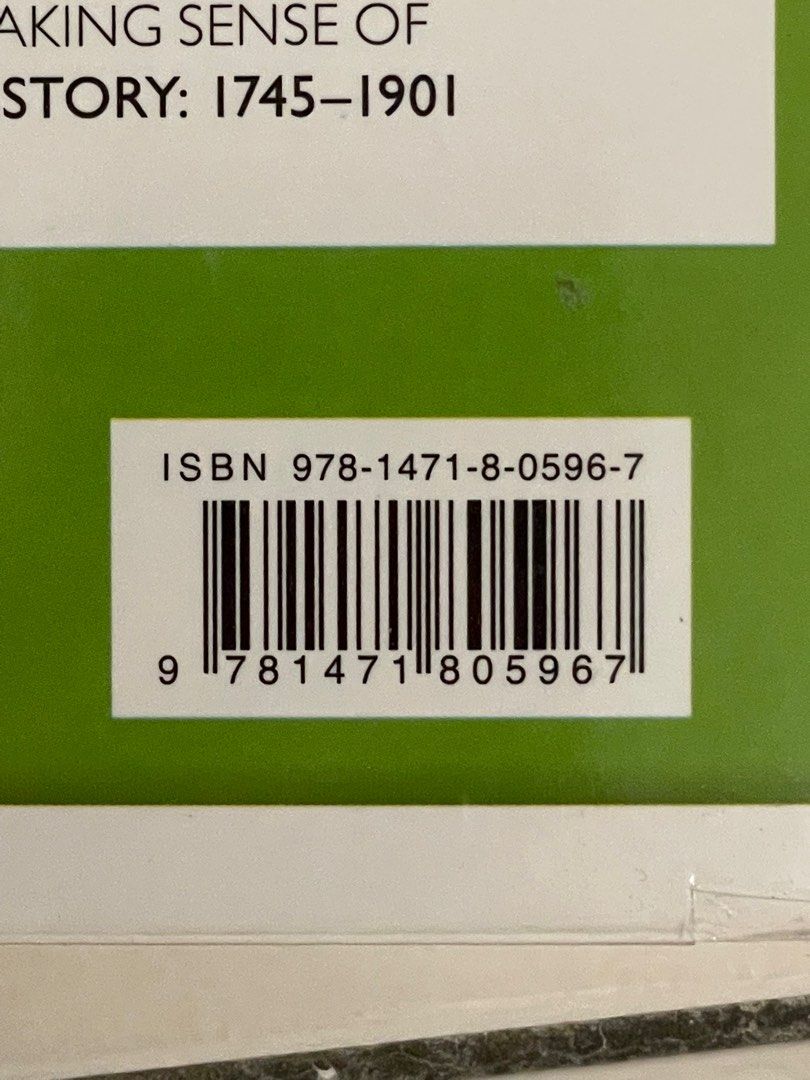 AKING SENSE OF
STORY: 1745–1901
ISBN 978-1471-8-0596-7
9 781471 805967